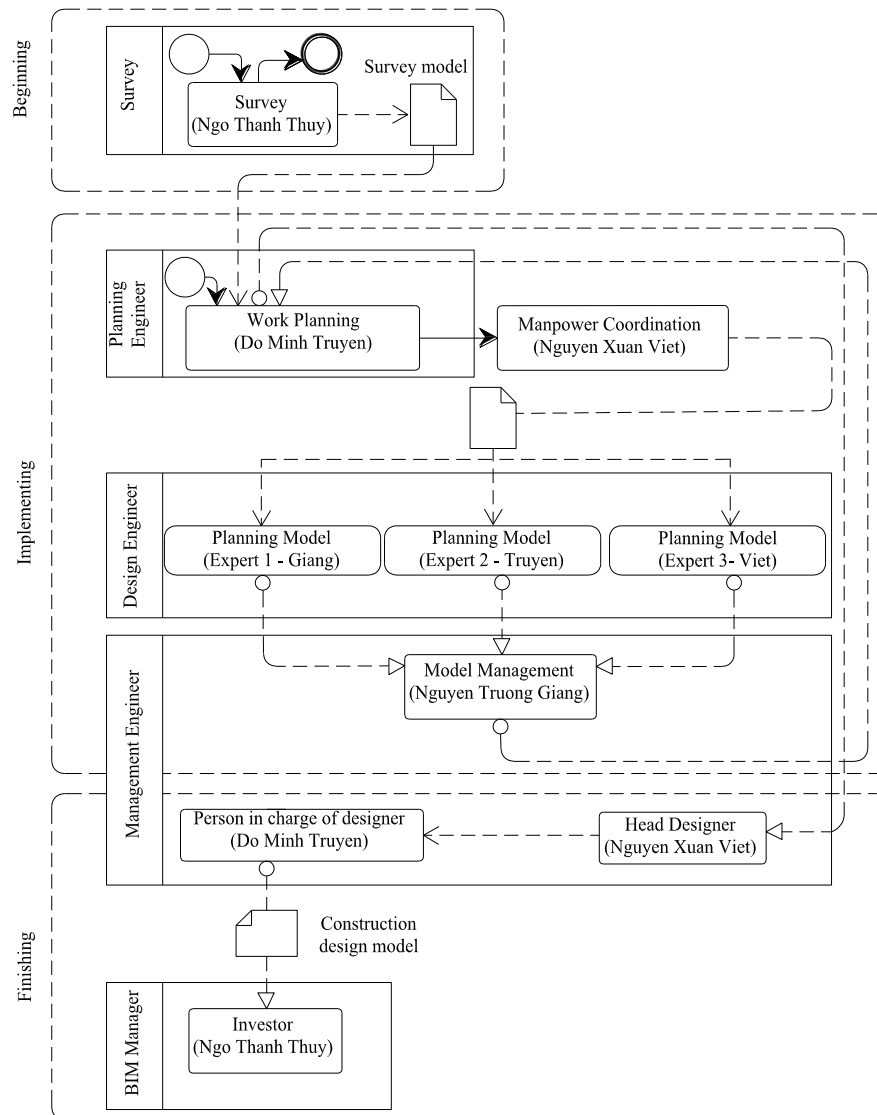 Beginning
Survey
Survey model
Survey
(Ngo Thanh Thuy)
Implementing
Planning
Engineer
Work Planning
(Do Minh Truyen)
Manpower Coordination
(Nguyen Xuan Viet)
Design Engineer
Planning Model
(Expert 1 - Giang)
Planning Model
(Expert 2 - Truyen)
Planning Model
(Expert 3- Viet)
Management Engineer
Model Management
(Nguyen Truong Giang)
Finishing
Person in charge of designer
(Do Minh Truyen)
Head Designer
(Nguyen Xuan Viet)
Construction
design model
BIM Manager
Investor
(Ngo Thanh Thuy)